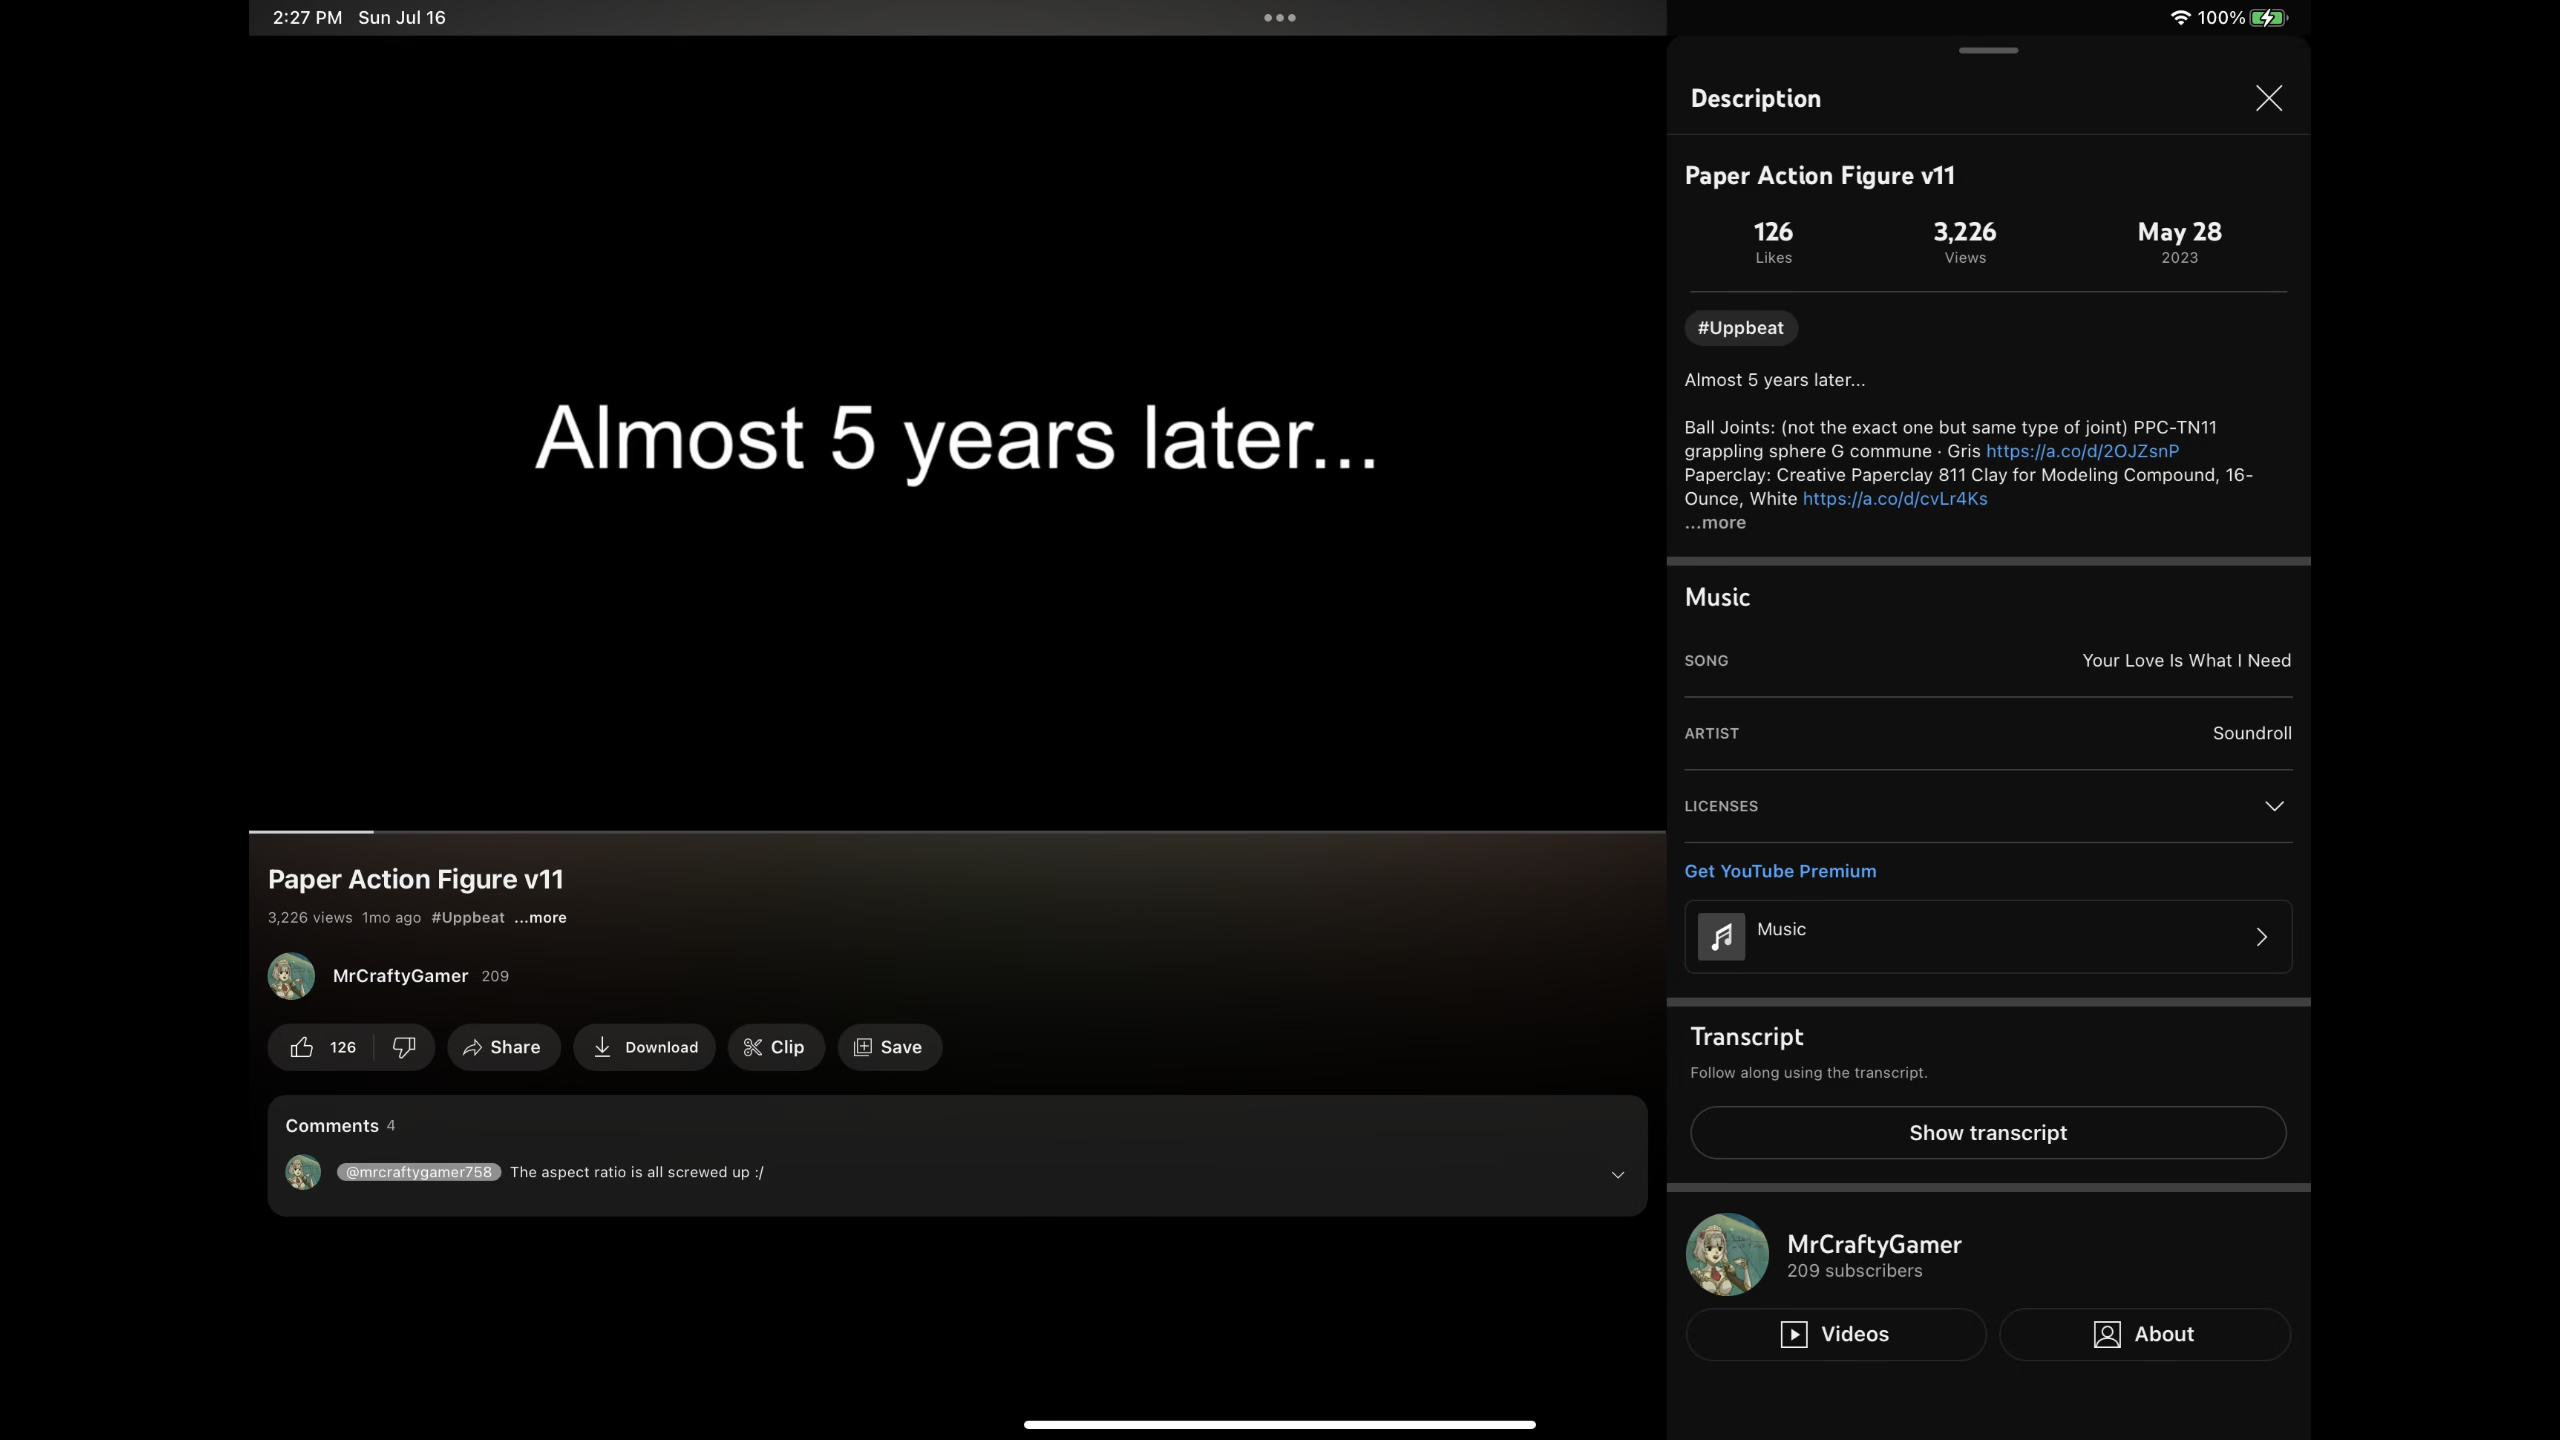 2:27 PM Sun Jul 16
100%
Almost 5 years later...
Paper Action Figure v11
3,226 views 1mo ago #Uppbeat ...more
MrCraftyGamer 209
126 Share Download Clip Save
Comments 4
@mrcraftygamer758 The aspect ratio is all screwed up :/
Description
Paper Action Figure v11
126 3,226 May 28
Likes Views 2023
#Uppbeat
Almost 5 years later...
Ball Joints: (not the exact one but same type of joint) PPC-TN11
grappling sphere G commune · Gris https://a.co/d/2OJZsnP
Paperclay: Creative Paperclay 811 Clay for Modeling Compound, 16-
Ounce, White https://a.co/d/cvLr4Ks
...more
Music
SONG Your Love Is What I Need
ARTIST Soundroll
LICENSES
Get YouTube Premium
Music
Transcript
Follow along using the transcript.
Show transcript
MrCraftyGamer
209 subscribers
Videos About